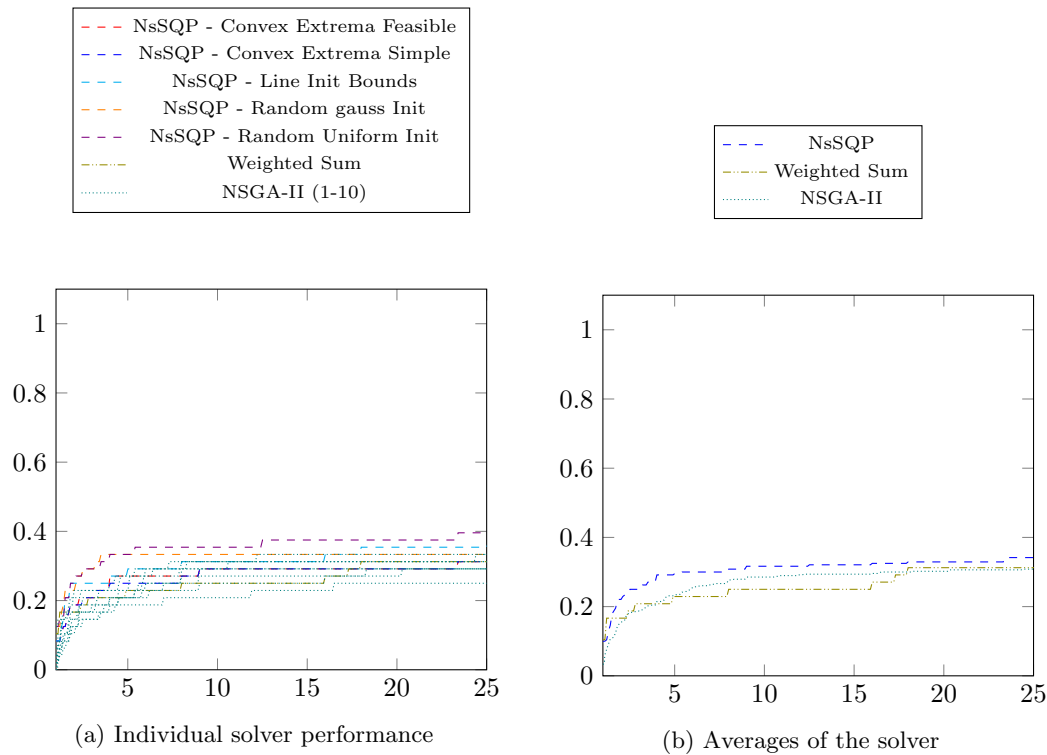 NsSQP - Convex Extrema Feasible
NsSQP - Convex Extrema Simple
NsSQP - Line Init Bounds
NsSQP - Random gauss Init
NsSQP - Random Uniform Init
Weighted Sum
NSGA-II (1-10)
1
0.8
0.6
0.4
0.2
0
5
10
15
20
25
(a) Individual solver performance
NsSQP
Weighted Sum
NSGA-II
1
0.8
0.6
0.4
0.2
0
5
10
15
20
25
(b) Averages of the solver